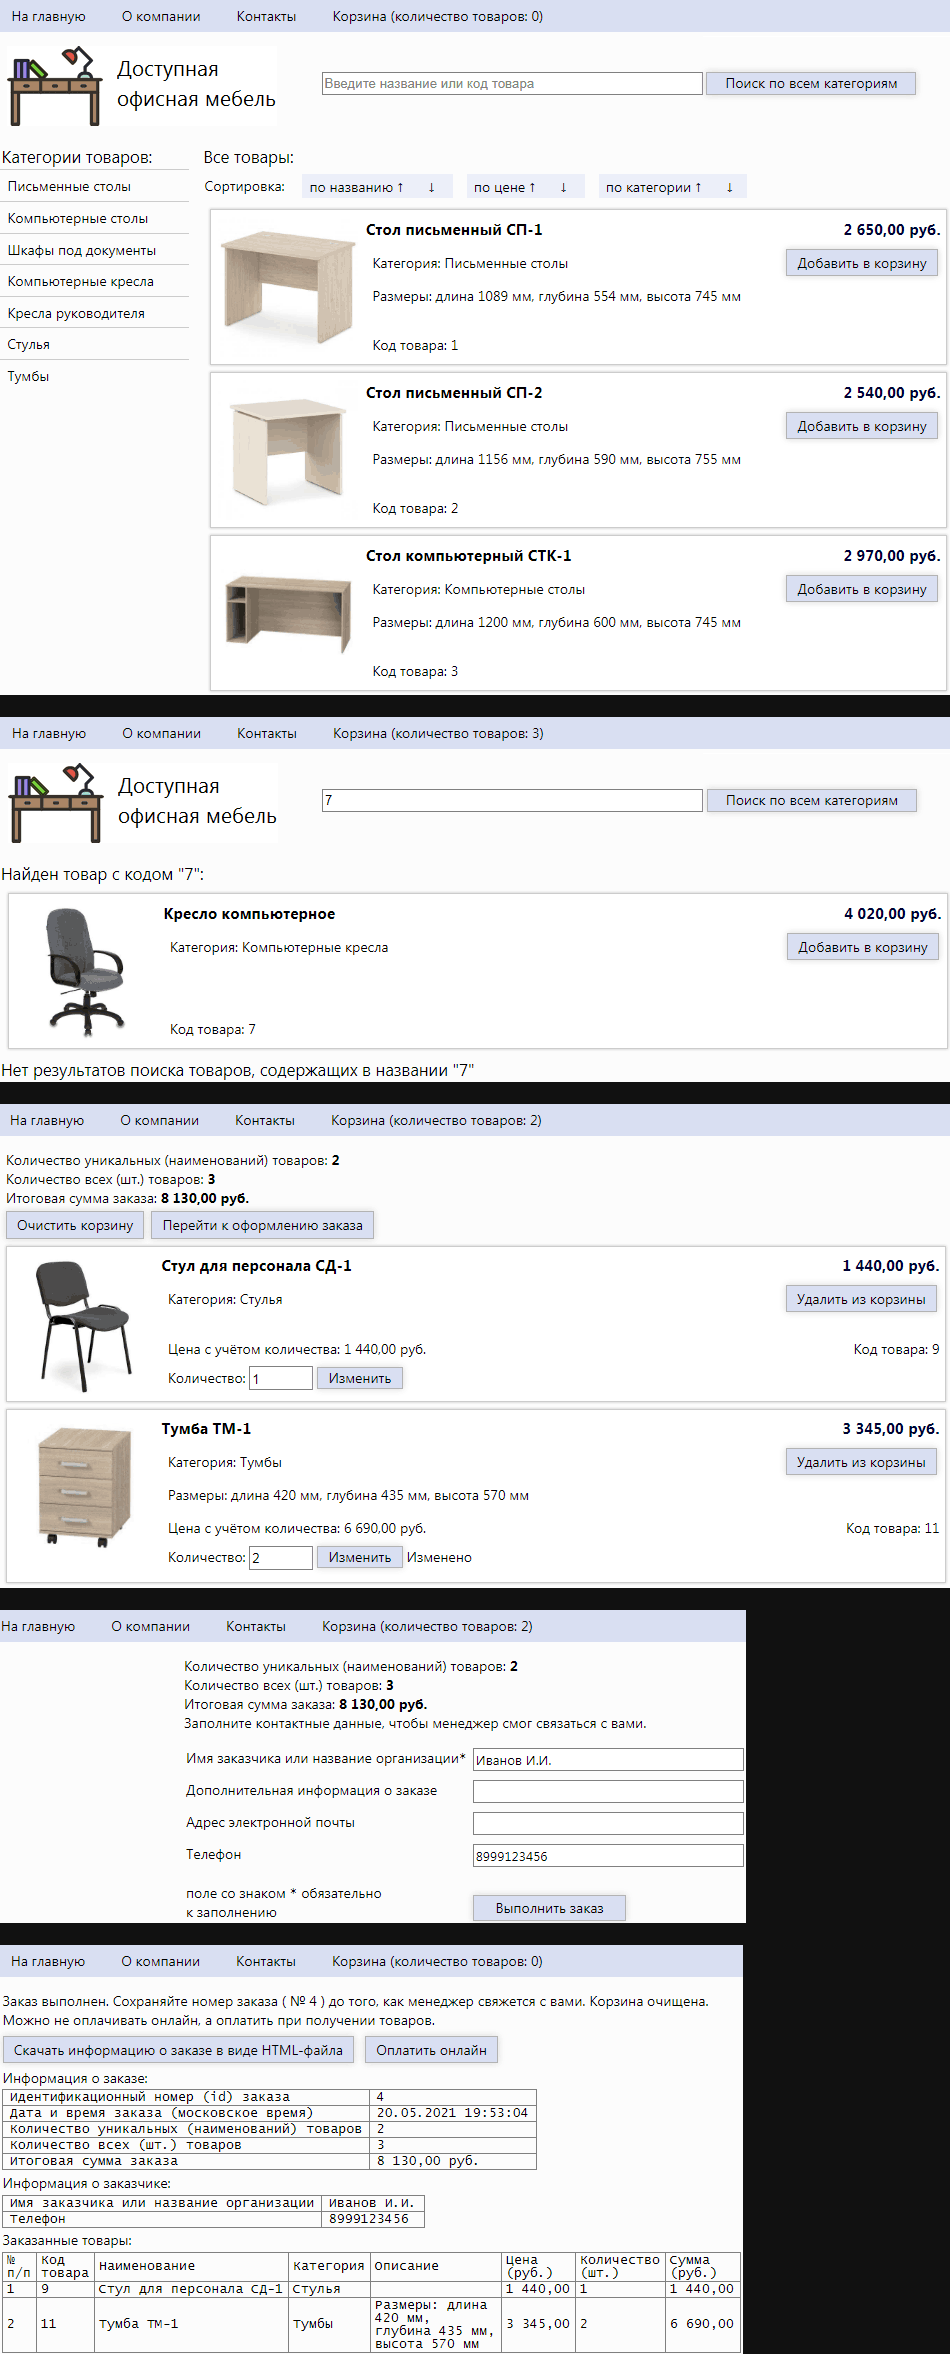 На главную О компании Контакты Корзина (количество товаров: 0)
Доступная
офисная мебель
Введите название или код товара Поиск по всем категориям
Категории товаров:
Письменные столы
Компьютерные столы
Шкафы под документы
Компьютерные кресла
Кресла руководителя
Стулья
Тумбы
Все товары:
Сортировка: по названию ↑ ↓ по цене ↑ ↓ по категории ↑ ↓
Стол письменный СП-1 2 650,00 руб.
Категория: Письменные столы Добавить в корзину
Размеры: длина 1089 мм, глубина 554 мм, высота 745 мм
Код товара: 1
Стол письменный СП-2 2 540,00 руб.
Категория: Письменные столы Добавить в корзину
Размеры: длина 1156 мм, глубина 590 мм, высота 755 мм
Код товара: 2
Стол компьютерный СТК-1 2 970,00 руб.
Категория: Компьютерные столы Добавить в корзину
Размеры: длина 1200 мм, глубина 600 мм, высота 745 мм
Код товара: 3
На главную О компании Контакты Корзина (количество товаров: 3)
Доступная
офисная мебель
7 Поиск по всем категориям
Найден товар с кодом "7":
Кресло компьютерное 4 020,00 руб.
Категория: Компьютерные кресла Добавить в корзину
Код товара: 7
Нет результатов поиска товаров, содержащих в названии "7"
На главную О компании Контакты Корзина (количество товаров: 2)
Количество уникальных (наименований) товаров: 2
Количество всех (шт.) товаров: 3
Итоговая сумма заказа: 8 130,00 руб.
Очистить корзину Перейти к оформлению заказа
Стул для персонала СД-1 1 440,00 руб.
Категория: Стулья Удалить из корзины
Цена с учётом количества: 1 440,00 руб. Код товара: 9
Количество: 1 Изменить
Тумба ТМ-1 3 345,00 руб.
Категория: Тумбы Удалить из корзины
Размеры: длина 420 мм, глубина 435 мм, высота 570 мм
Цена с учётом количества: 6 690,00 руб. Код товара: 11
Количество: 2 Изменить Изменено
На главную О компании Контакты Корзина (количество товаров: 2)
Количество уникальных (наименований) товаров: 2
Количество всех (шт.) товаров: 3
Итоговая сумма заказа: 8 130,00 руб.
Заполните контактные данные, чтобы менеджер смог связаться с вами.
Имя заказчика или название организации* Иванов И.И.
Дополнительная информация о заказе
Адрес электронной почты
Телефон 8999123456
поле со знаком * обязательно
к заполнению Выполнить заказ
На главную О компании Контакты Корзина (количество товаров: 0)
Заказ выполнен. Сохраняйте номер заказа ( № 4 ) до того, как менеджер свяжется с вами. Корзина очищена.
Можно не оплачивать онлайн, а оплатить при получении товаров.
Скачать информацию о заказе в виде HTML-файла Оплатить онлайн
Информация о заказе:
Идентификационный номер (id) заказа 4
Дата и время заказа (московское время) 20.05.2021 19:53:04
Количество уникальных (наименований) товаров 2
Количество всех (шт.) товаров 3
Итоговая сумма заказа 8 130,00 руб.
Информация о заказчике:
Имя заказчика или название организации Иванов И.И.
Телефон 8999123456
Заказанные товары:
№ п/п Код товара Наименование Категория Описание Цена (руб.) Количество (шт.) Сумма (руб.)
1 9 Стул для персонала СД-1 Стулья 1 440,00 1 1 440,00
2 11 Тумба ТМ-1 Тумбы Размеры: длина 420 мм, глубина 435 мм, высота 570 мм 3 345,00 2 6 690,00